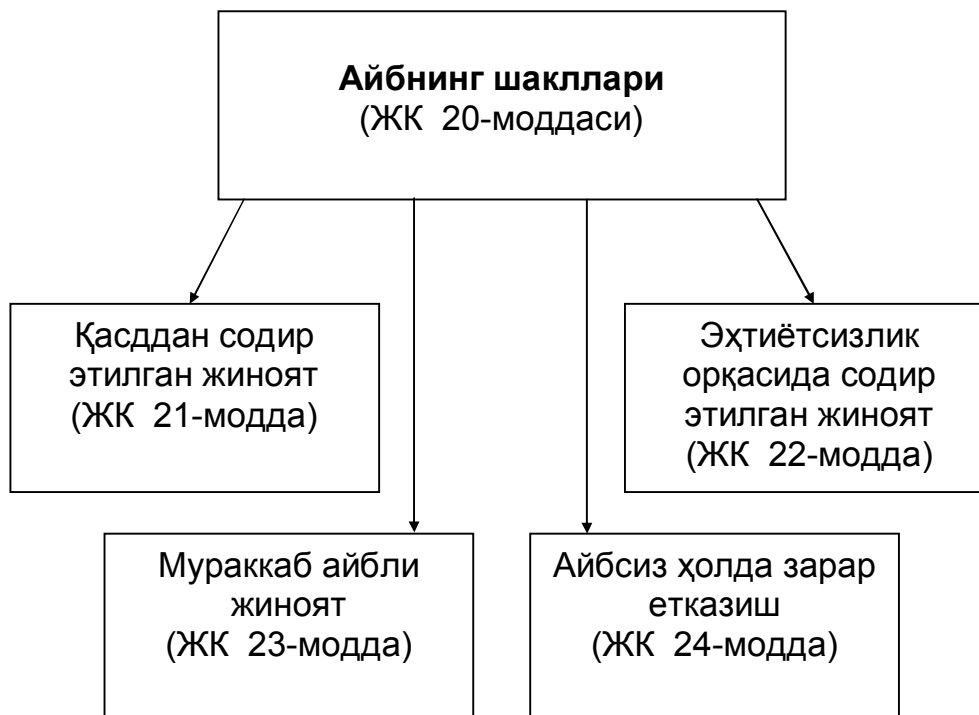 Айбнинг шакллари
(ЖК 20-моддаси)
Қасддан содир
этилган жиноят
(ЖК 21-модда)
Эҳтиётсизлик
орқасида содир
этилган жиноят
(ЖК 22-модда)
Мураккаб айбли
жиноят
(ЖК 23-модда)
Айбсиз ҳолда зарар
етказиш
(ЖК 24-модда)